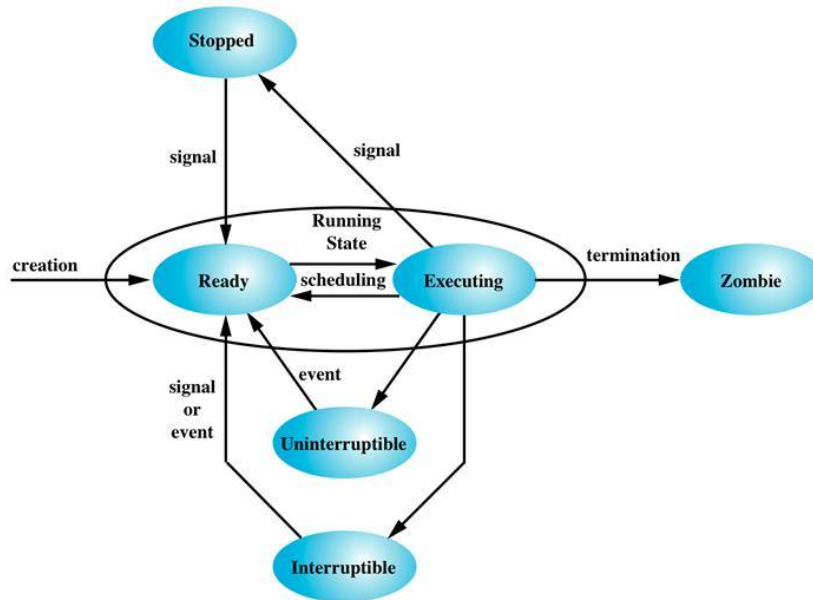 Stopped
signal
signal
Running
State
termination
creation
Ready
scheduling
Executing
Zombie
event
signal
or
event
Uninterruptible
Interruptible